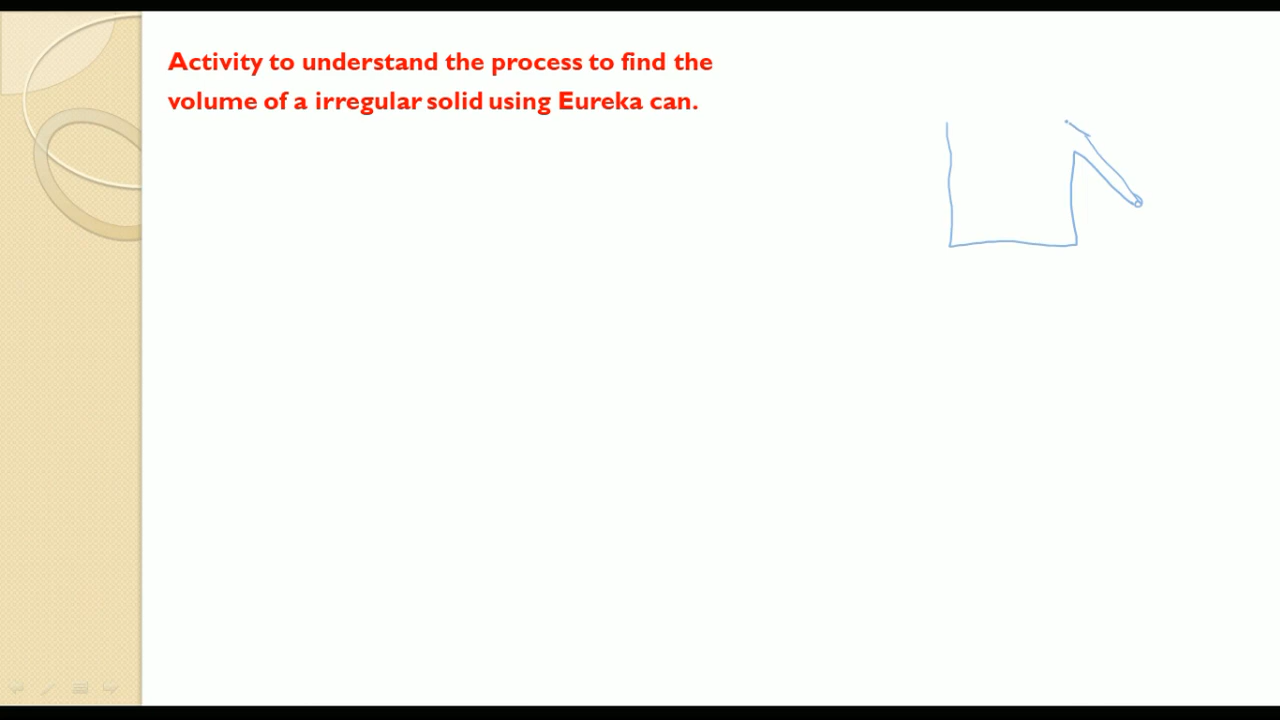 Activity to understand the process to find the
volume of a irregular solid using Eureka can.